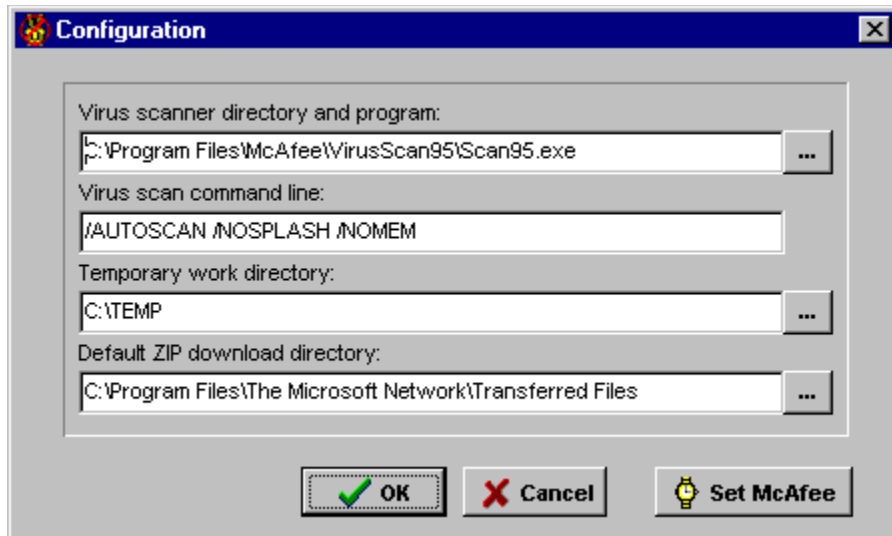 Configuration
Virus scanner directory and program:
C:\Program Files\McAfee\VirusScan95\Scan95.exe
...
Virus scan command line:
/AUTOSCAN /NOSPLASH /NOMEM
Temporary work directory:
C:\TEMP
...
Default ZIP download directory:
C:\Program Files\The Microsoft Network\Transferred Files
...
OK
Cancel
Set McAfee